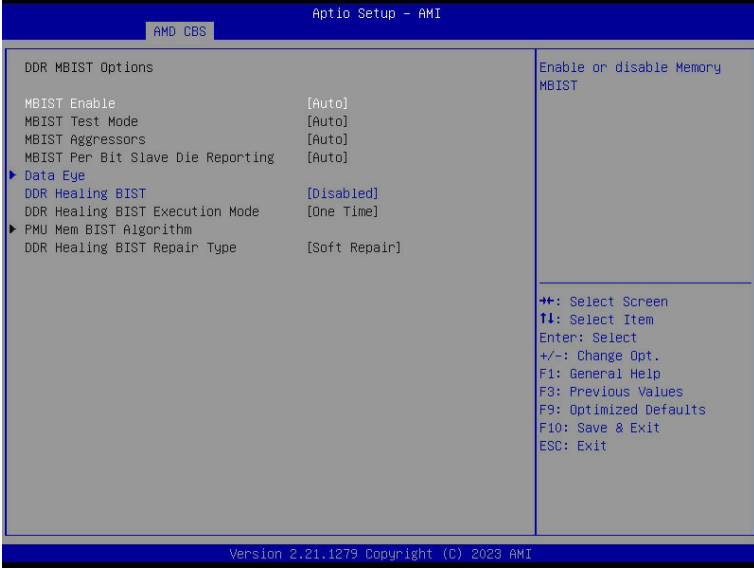 Aptio Setup – AMI
AMD CBS
DDR MBIST Options
MBIST Enable [Auto]
MBIST Test Mode [Auto]
MBIST Aggressors [Auto]
MBIST Per Bit Slave Die Reporting [Auto]
Data Eye
DDR Healing BIST [Disabled]
DDR Healing BIST Execution Mode [One Time]
PMU Mem BIST Algorithm
DDR Healing BIST Repair Type [Soft Repair]
Enable or disable Memory
MBIST
→←: Select Screen
↑↓: Select Item
Enter: Select
+/-: Change Opt.
F1: General Help
F3: Previous Values
F9: Optimized Defaults
F10: Save & Exit
ESC: Exit
Version 2.21.1279 Copyright (C) 2023 AMI